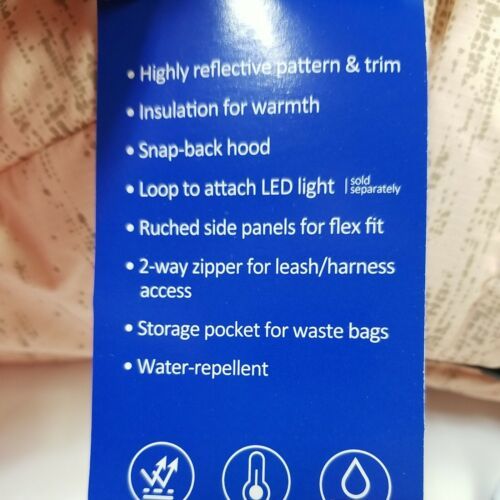 • Highly reflective pattern & trim
• Insulation for warmth
• Snap-back hood
• Loop to attach LED light | sold separately
• Ruched side panels for flex fit
• 2-way zipper for leash/harness
access
• Storage pocket for waste bags
• Water-repellent